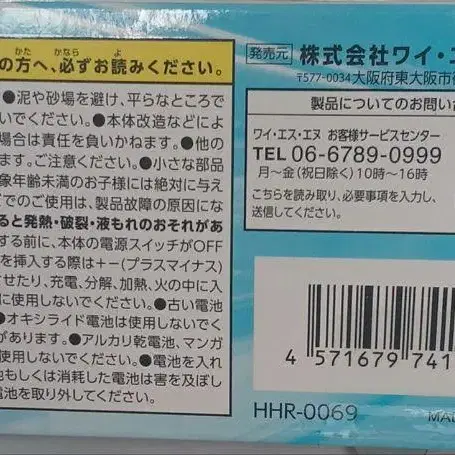 の方へ、必ずお読みください。
かた かなら よ
●泥や砂場を避け、平らなところで
いでください。●本体改造などによ
場合は責任を負いかねます。●他の
す。ご注意ください。●小さな部品
象年齢未満のお子様には絶対に与え
でのご使用は、製品故障の原因にな
ると発熱・破裂・液もれのおそれがあ
する前に、本体の電源スイッチがOFF
を挿入する際は＋－(プラスマイナス)
させたり、充電、分解、加熱、火の中に入
いでください。●古い電池
●オキシライド電池は使用しないでく
があります。●アルカリ乾電池、マンガ
使用しないでください。●電池を入れ
池もしくは消耗した電池は害を及ぼし
電池を取り外してください。
発売元 株式会社ワイ・エ
〒577-0034 大阪府東大阪市御
製品についてのお問い
ワイ・エス・エヌ お客様サービスセンター
TEL 06-6789-0999
月～金(祝日除く)10時～16時
こちらを読み取り、必要事項を入力し、
送信してください。
4 571679 741
HHR-0069
MAD